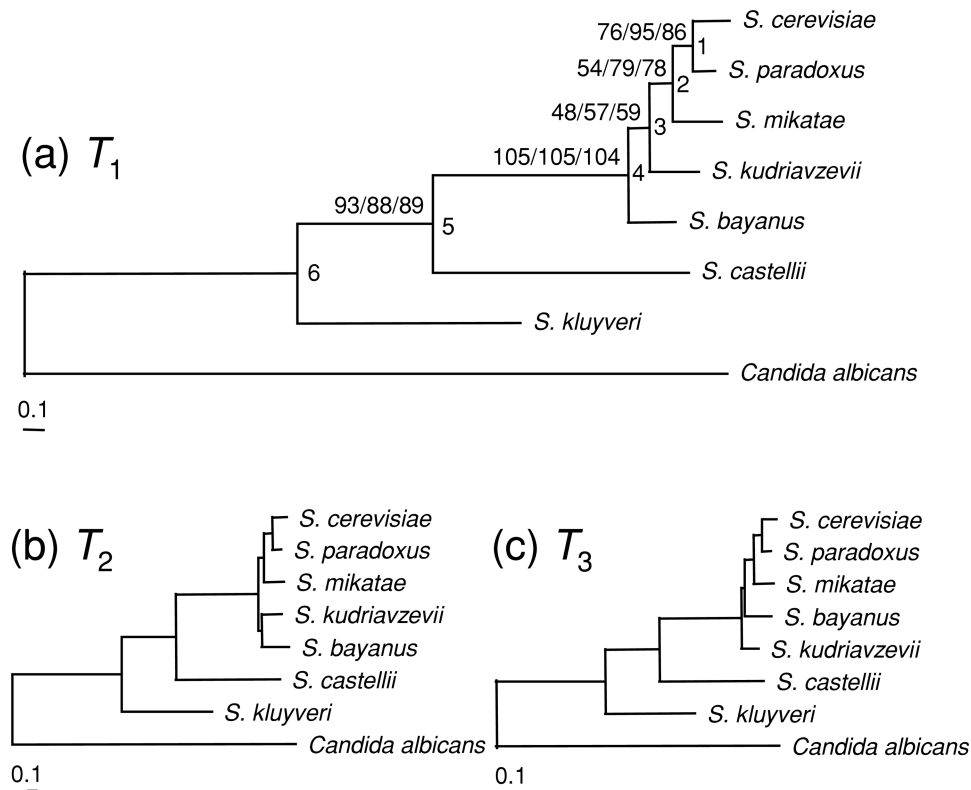 S. cerevisiae
76/95/86
1
54/79/78
S. paradoxus
2
48/57/59
S. mikatae
3
(a) T1
105/105/104
S. kudriavzevii
4
93/88/89
S. bayanus
5
S. castellii
6
S. kluyveri
Candida albicans
0.1
(b) T2
S. cerevisiae
S. paradoxus
S. mikatae
S. kudriavzevii
S. bayanus
S. castellii
S. kluyveri
Candida albicans
0.1
(c) T3
S. cerevisiae
S. paradoxus
S. mikatae
S. bayanus
S. kudriavzevii
S. castellii
S. kluyveri
Candida albicans
0.1